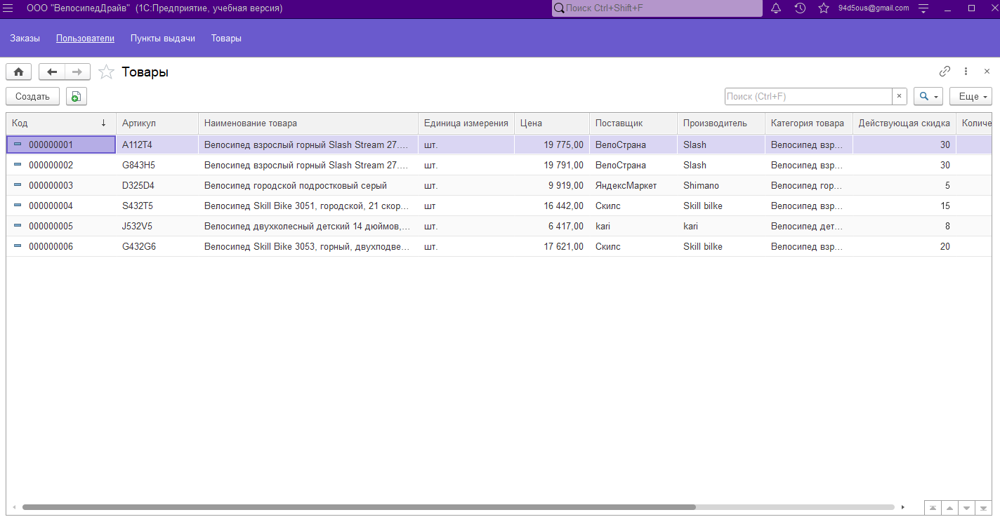 ООО "ВелосипедДрайв" (1С:Предприятие, учебная версия) Поиск Ctrl+Shift+F 94d5ous@gmail.com
Заказы Пользователи Пункты выдачи Товары
Товары
Создать Поиск (Ctrl+F) × Еще
Код ↓ Артикул Наименование товара Единица измерения Цена Поставщик Производитель Категория товара Действующая скидка Количе
000000001 A112T4 Велосипед взрослый горный Slash Stream 27.... шт. 19 775,00 ВелоСтрана Slash Велосипед взр... 30
000000002 G843H5 Велосипед взрослый горный Slash Stream 27.... шт. 19 791,00 ВелоСтрана Slash Велосипед взр... 30
000000003 D325D4 Велосипед городской подростковый серый шт. 9 919,00 ЯндексМаркет Shimano Велосипед гор... 5
000000004 S432T5 Велосипед Skill Bike 3051, городской, 21 скор... шт 16 442,00 Скилс Skill bilke Велосипед взр... 15
000000005 J532V5 Велосипед двухколесный детский 14 дюймов,... шт. 6 417,00 kari kari Велосипед дет... 8
000000006 G432G6 Велосипед Skill Bike 3053, горный, двухподве... шт. 17 621,00 Скилс Skill bilke Велосипед взр... 20